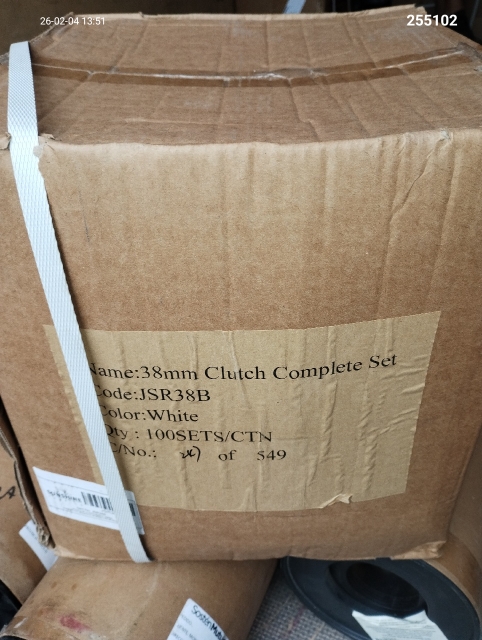 26-02-04 13:51
255102
Name:38mm Clutch Complete Set
Code:JSR38B
Color:White
Qty : 100SETS/CTN
C/No.: of 549